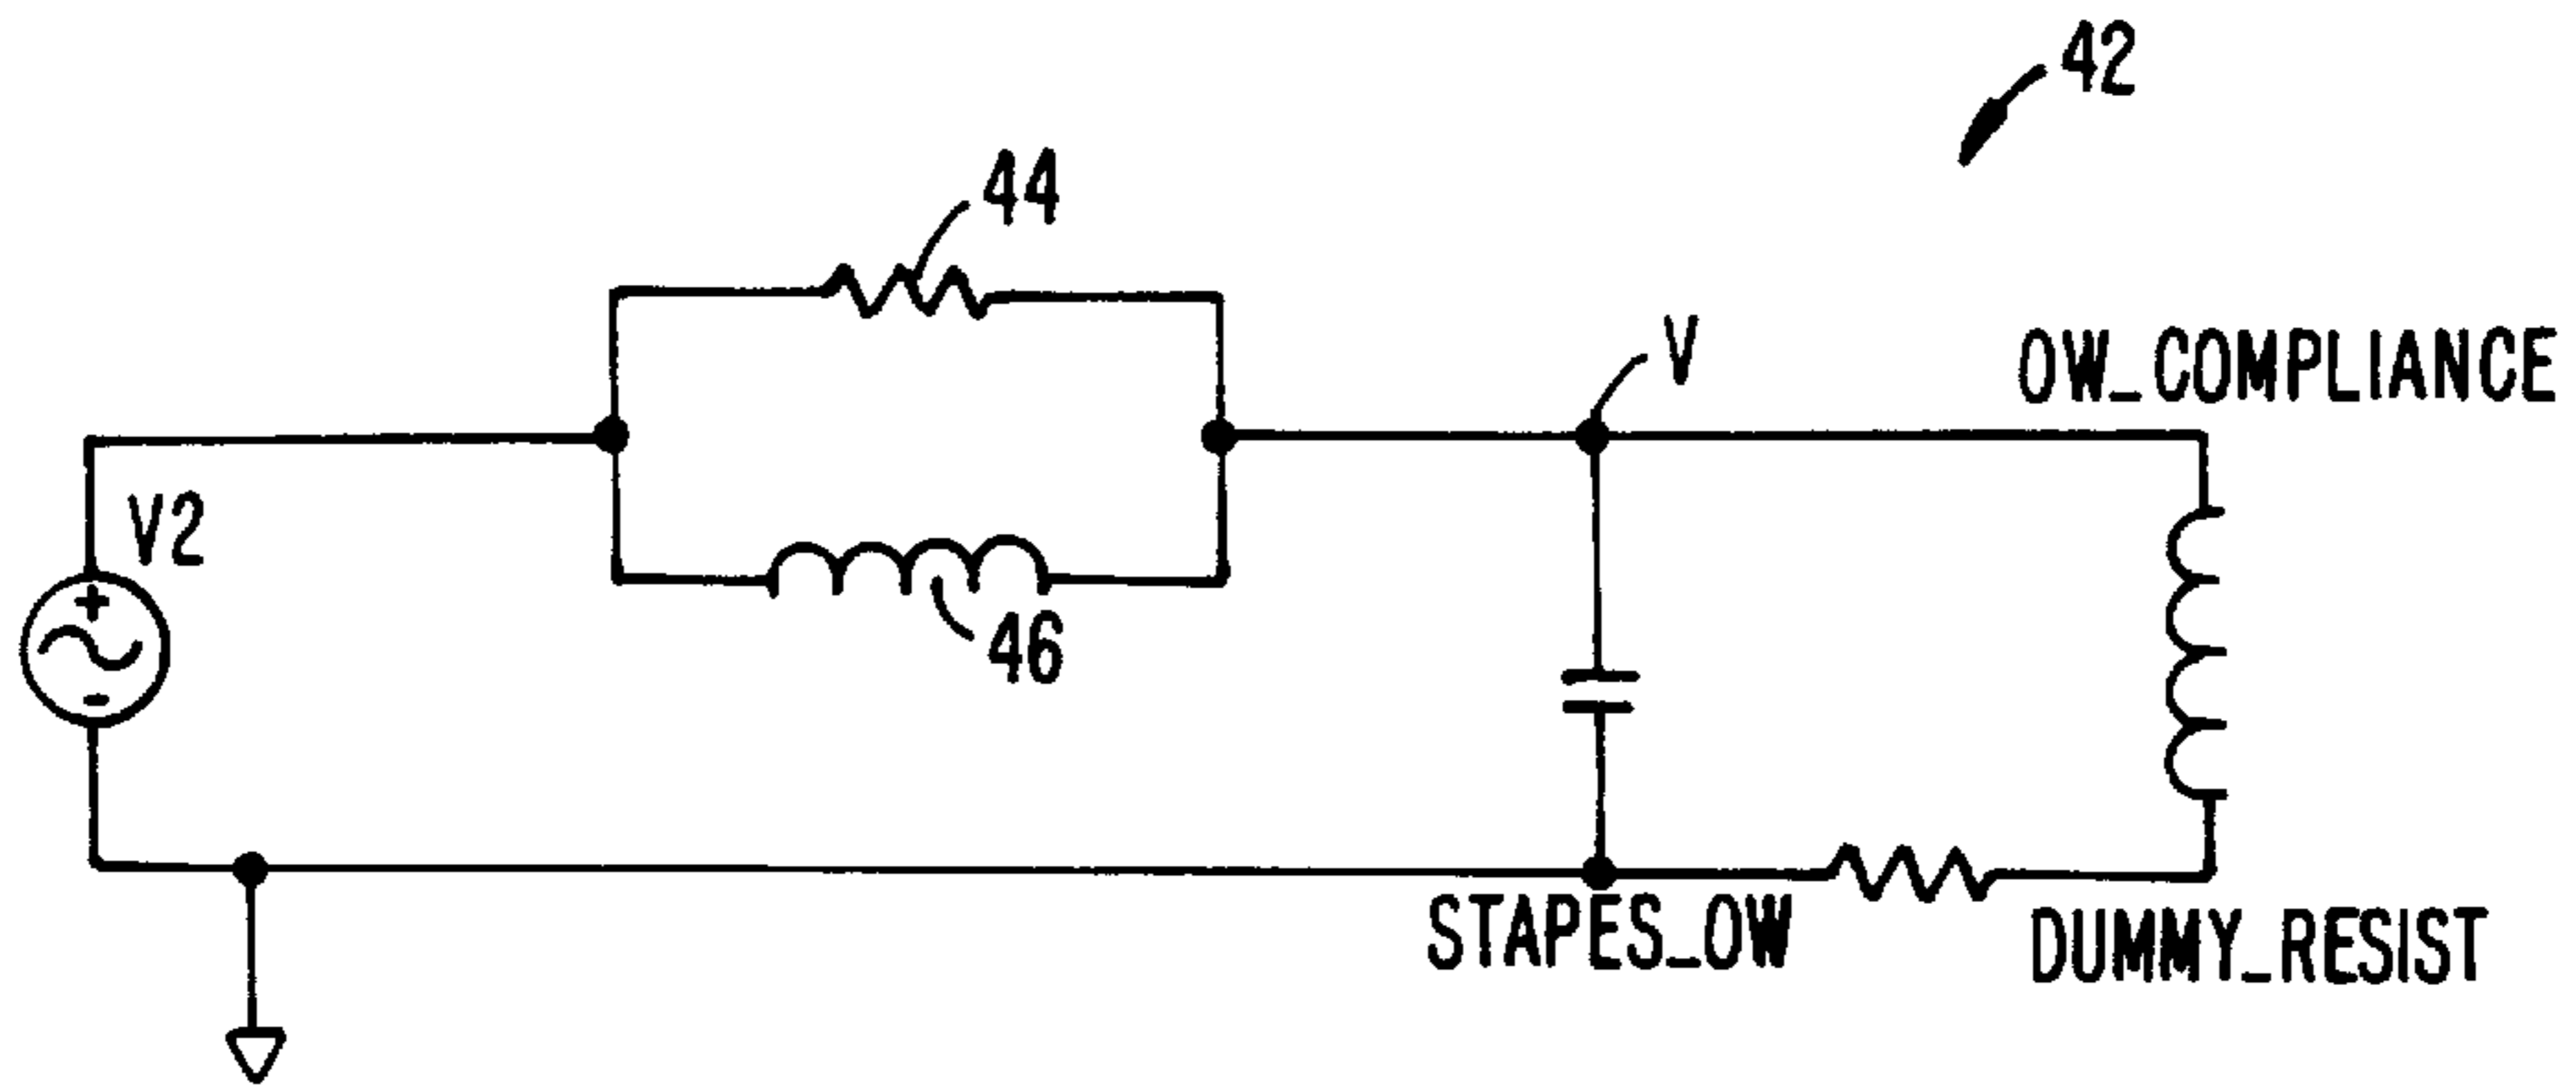 42
44
V
OW_COMPLIANCE
V2
+
46
-
STAPES_OW
DUMMY_RESIST